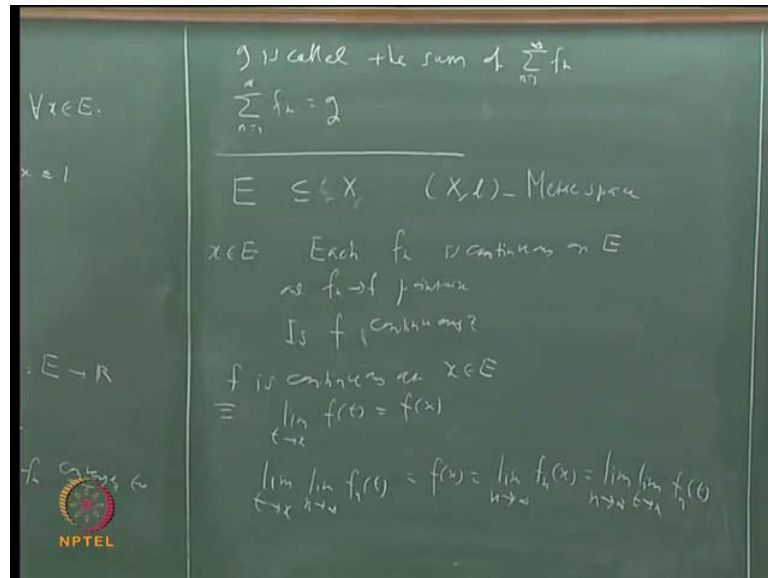 ∀x∈E.
x = 1
: E → R
g is called the sum of ∑_{n=1}^∞ f_n
∑_{n=1}^∞ f_n = g
E ⊆ X, (X,d) - Metric space
x∈E Each f_n is continuous on E
and f_n → f pointwise
Is f continuous?
f is continuous at x∈E
≡ lim_{t→x} f(t) = f(x)
lim_{t→x} lim_{n→∞} f_n(t) = f(x) = lim_{n→∞} f_n(x) = lim_{n→∞} lim_{t→x} f_n(t)
NPTEL